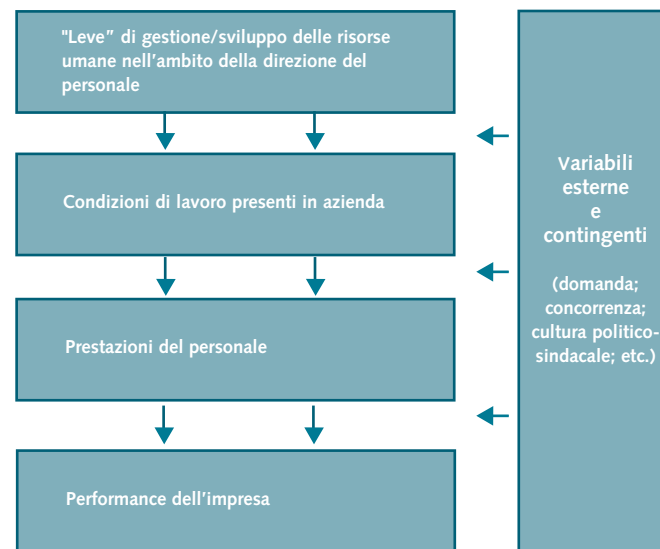 "Leve” di gestione/sviluppo delle risorse
umane nell’ambito della direzione del
personale
Condizioni di lavoro presenti in azienda
Prestazioni del personale
Performance dell’impresa
Variabili
esterne
e
contingenti
(domanda;
concorrenza;
cultura politico-
sindacale; etc.)